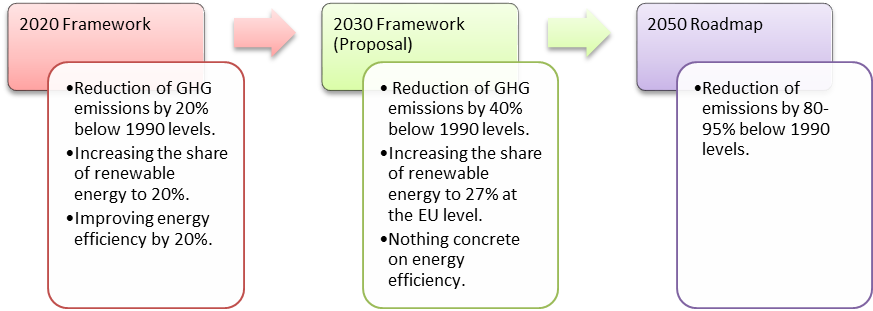 2020 Framework
•Reduction of GHG
emissions by 20%
below 1990 levels.
•Increasing the share
of renewable
energy to 20%.
•Improving energy
efficiency by 20%.
2030 Framework
(Proposal)
• Reduction of GHG
emissions by 40%
below 1990 levels.
•Increasing the share
of renewable
energy to 27% at
the EU level.
•Nothing concrete
on energy
efficiency.
2050 Roadmap
•Reduction of
emissions by 80-
95% below 1990
levels.